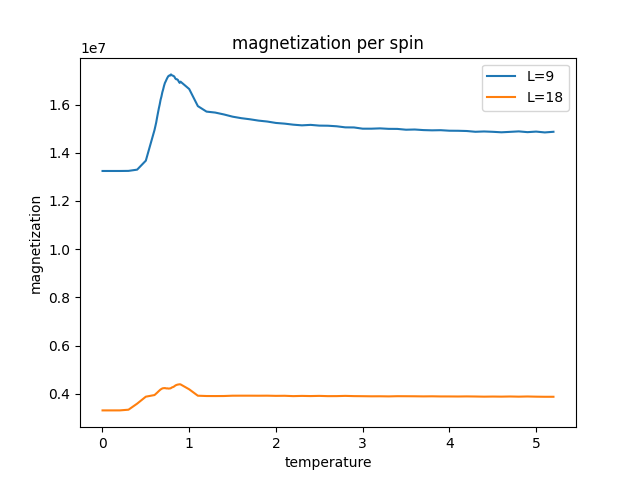 magnetization per spin
1e7
L=9
L=18
magnetization
1.6
1.4
1.2
1.0
0.8
0.6
0.4
0
1
2
3
4
5
temperature